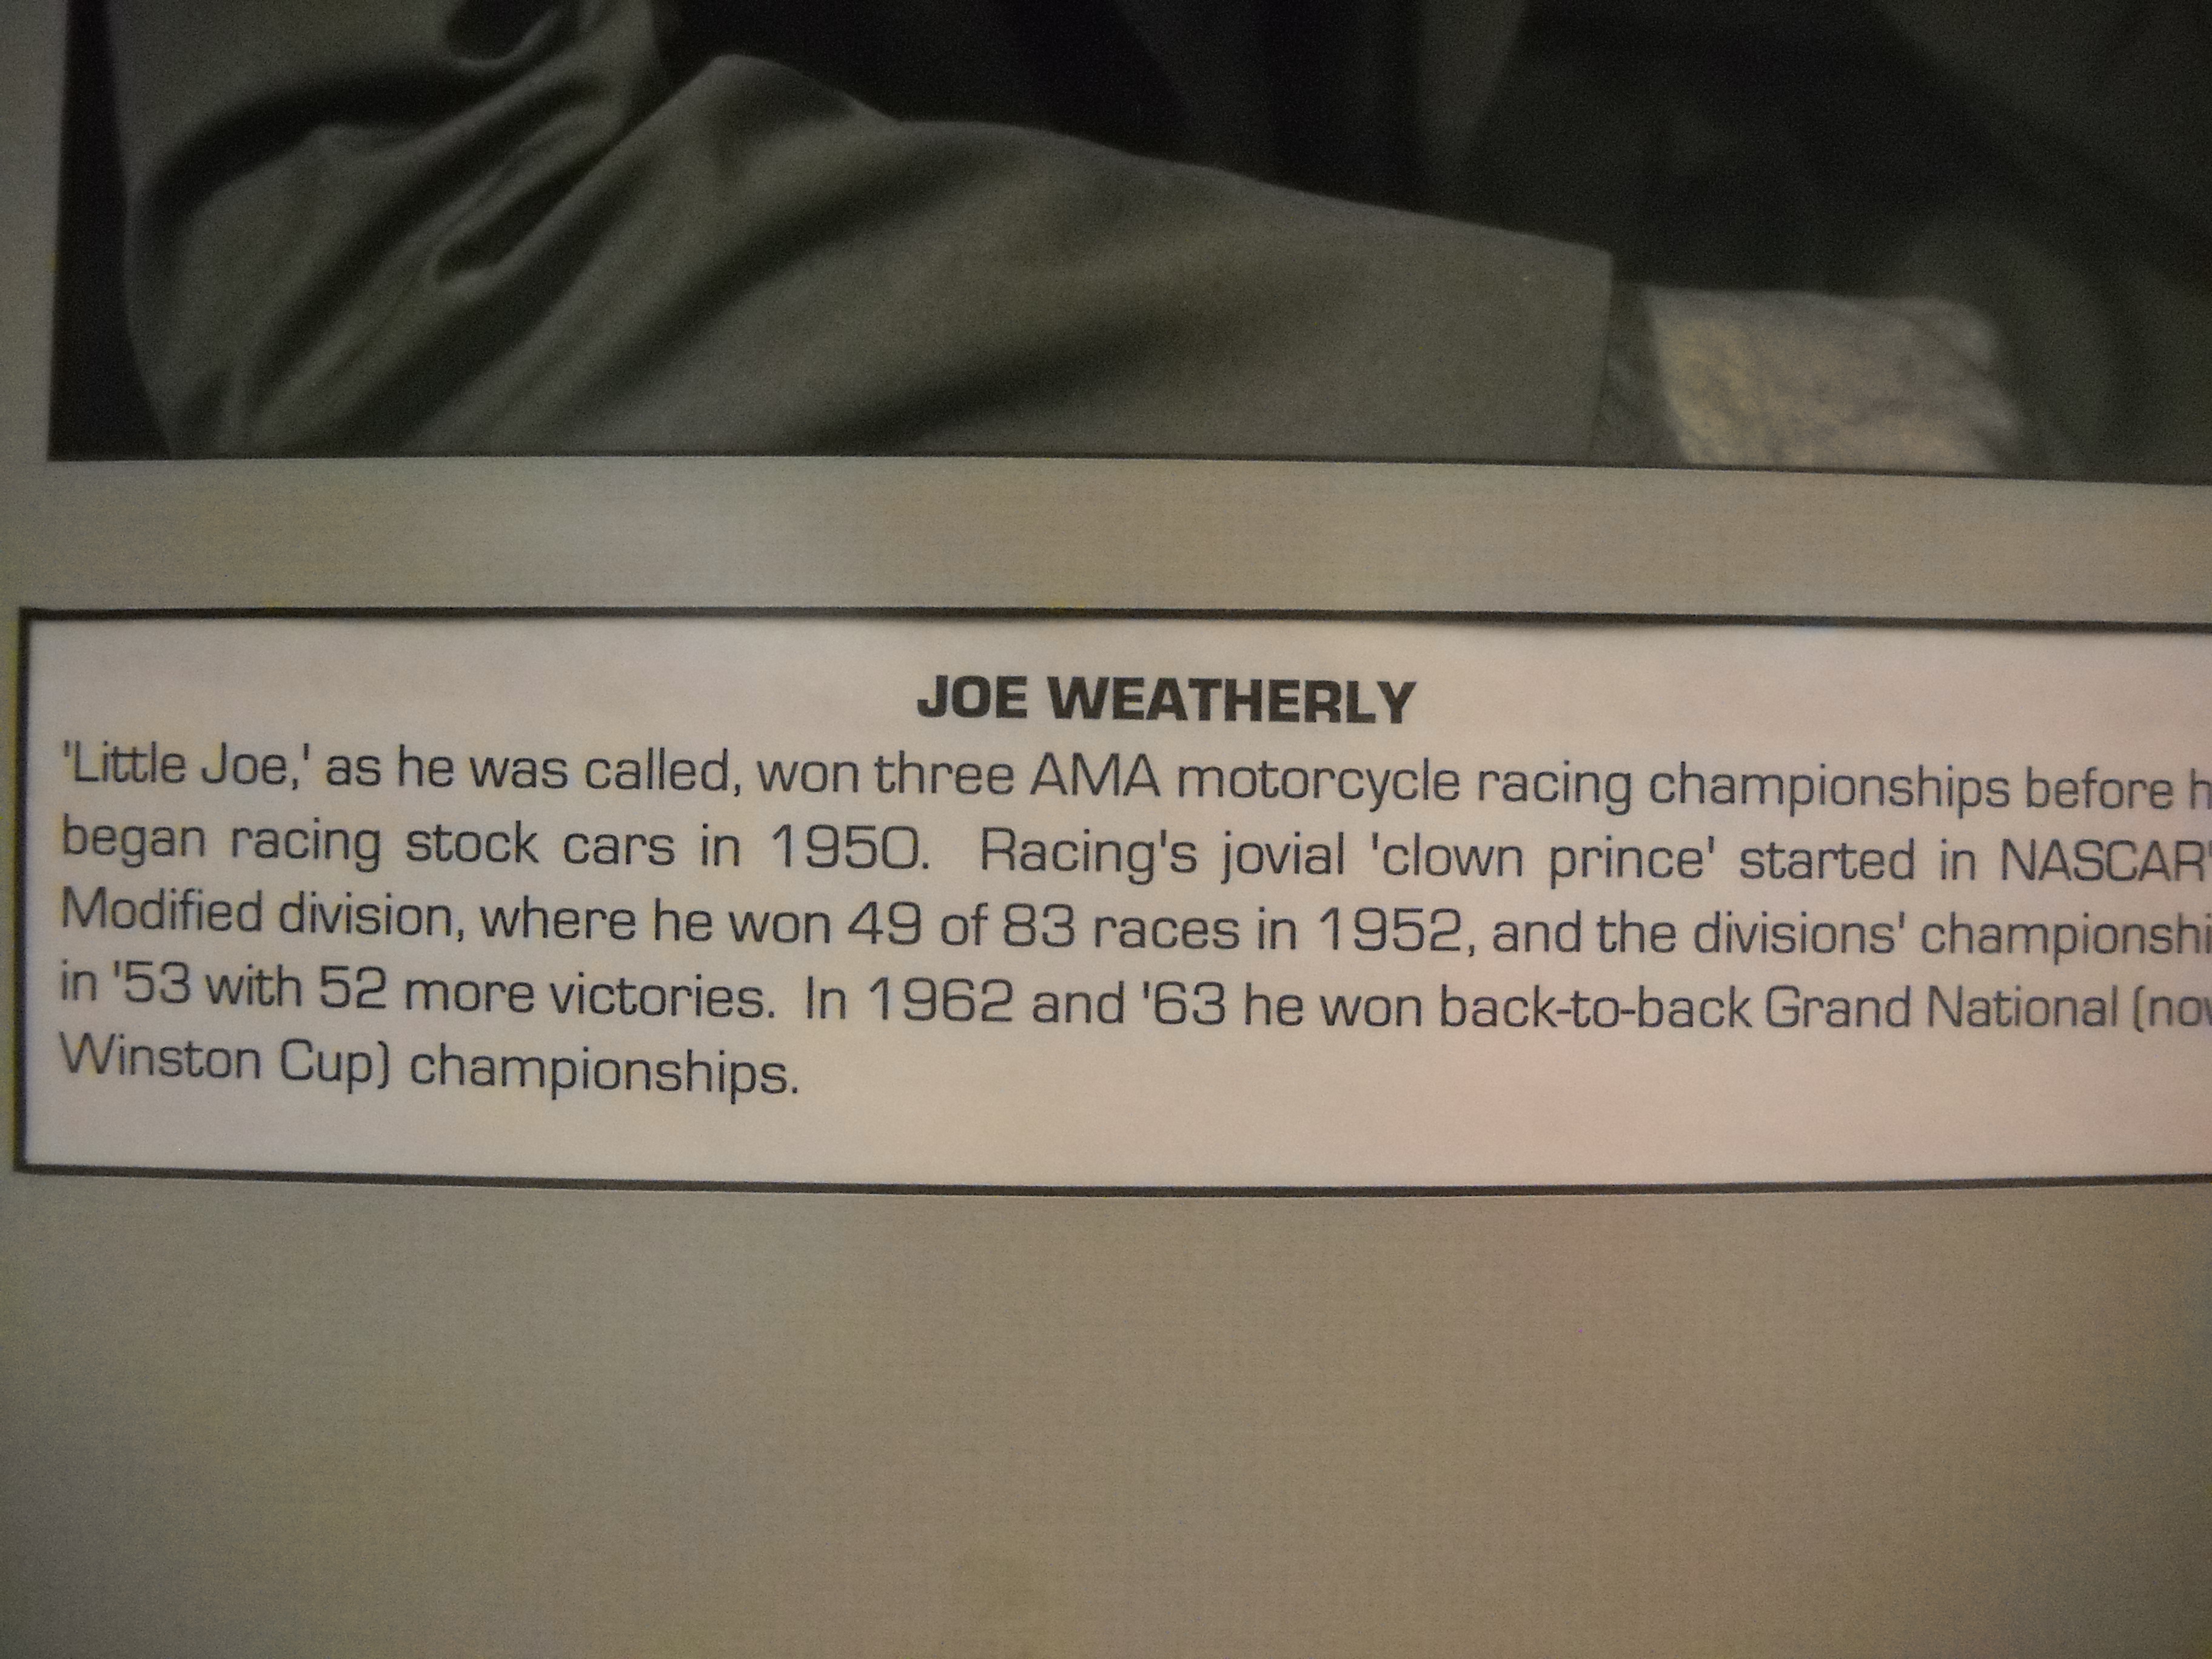 JOE WEATHERLY
'Little Joe,' as he was called, won three AMA motorcycle racing championships before
began racing stock cars in 1950. Racing's jovial 'clown prince' started in NASCAR'
Modified division, where he won 49 of 83 races in 1952, and the divisions' championshi
in '53 with 52 more victories. In 1962 and '63 he won back-to-back Grand National (now
Winston Cup) championships.